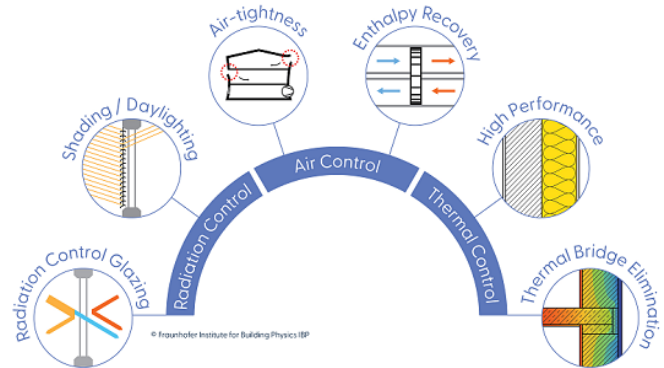 Radiation Control Glazing
Shading / Daylighting
Air-tightness
Enthalpy Recovery
High Performance
Thermal Bridge Elimination
Radiation Control
Air Control
Thermal Control
© Fraunhofer Institute for Building Physics IBP